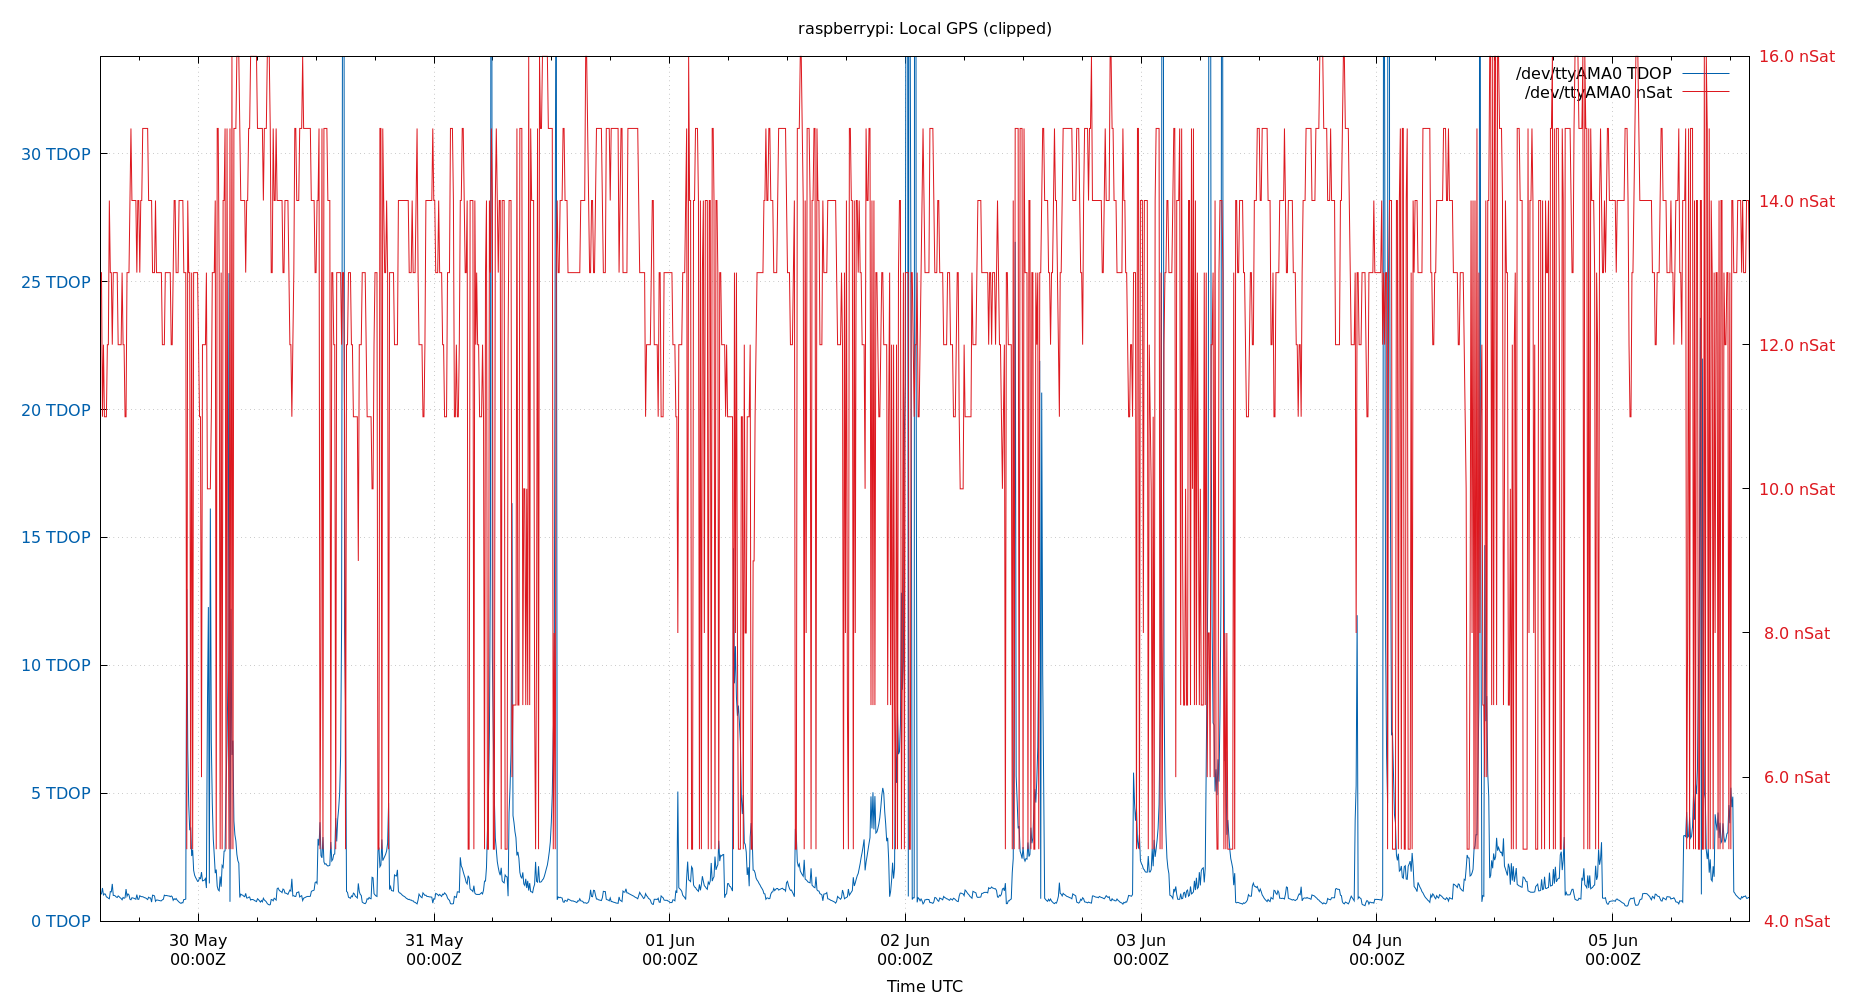 raspberrypi: Local GPS (clipped)
/dev/ttyAMA0 TDOP
/dev/ttyAMA0 nSat
30 TDOP
25 TDOP
20 TDOP
15 TDOP
10 TDOP
5 TDOP
0 TDOP
16.0 nSat
14.0 nSat
12.0 nSat
10.0 nSat
8.0 nSat
6.0 nSat
4.0 nSat
30 May
00:00Z
31 May
00:00Z
01 Jun
00:00Z
02 Jun
00:00Z
03 Jun
00:00Z
04 Jun
00:00Z
05 Jun
00:00Z
Time UTC